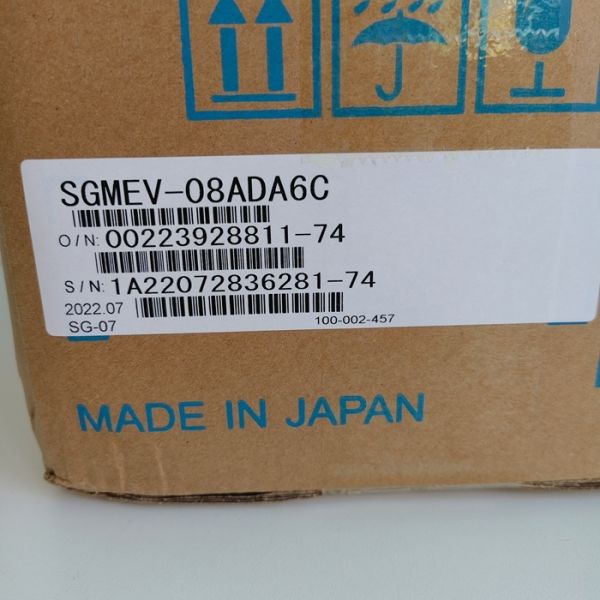 SGMEV-08ADA6C
O/N: 00223928811-74
S/N: 1A22072836281-74
2022.07
SG-07 100-002-457
MADE IN JAPAN